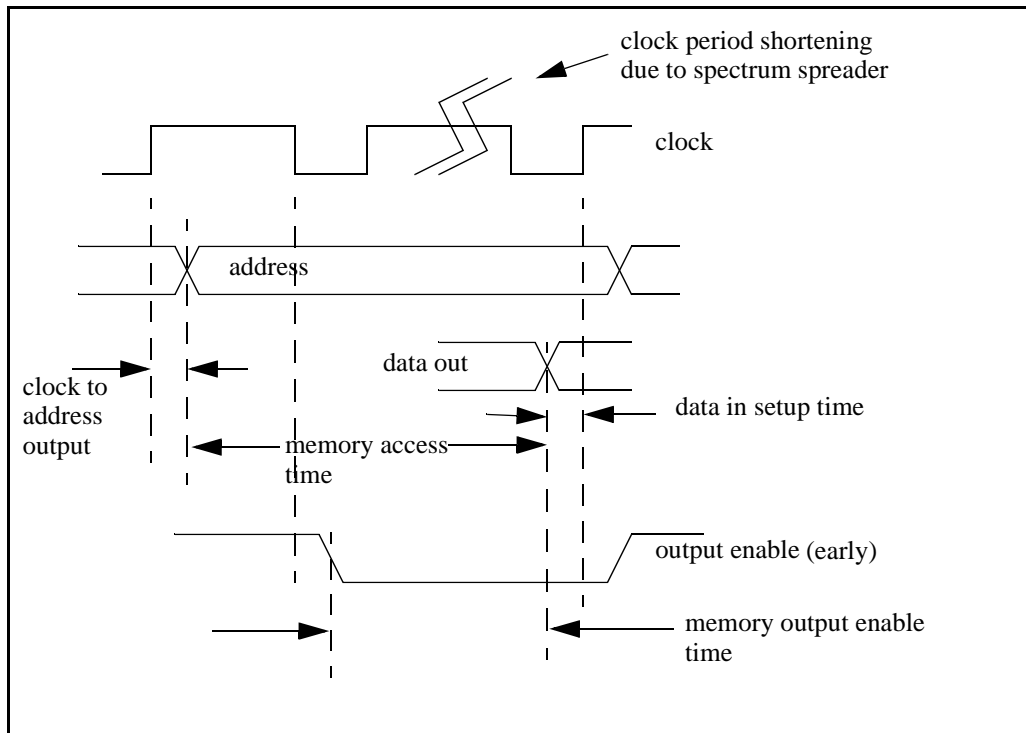 clock period shortening
due to spectrum spreader
clock
address
data out
clock to
address
output
data in setup time
memory access
time
output enable (early)
memory output enable
time